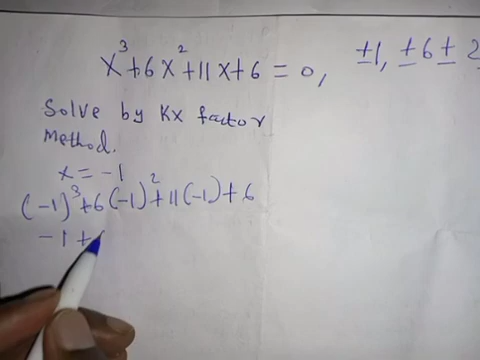 x³+6x²+11x+6=0, ±1, ±6 ± 2
Solve by Kx factor
Method.
x = -1
(-1)³+6(-1)²+11(-1)+6
-1+